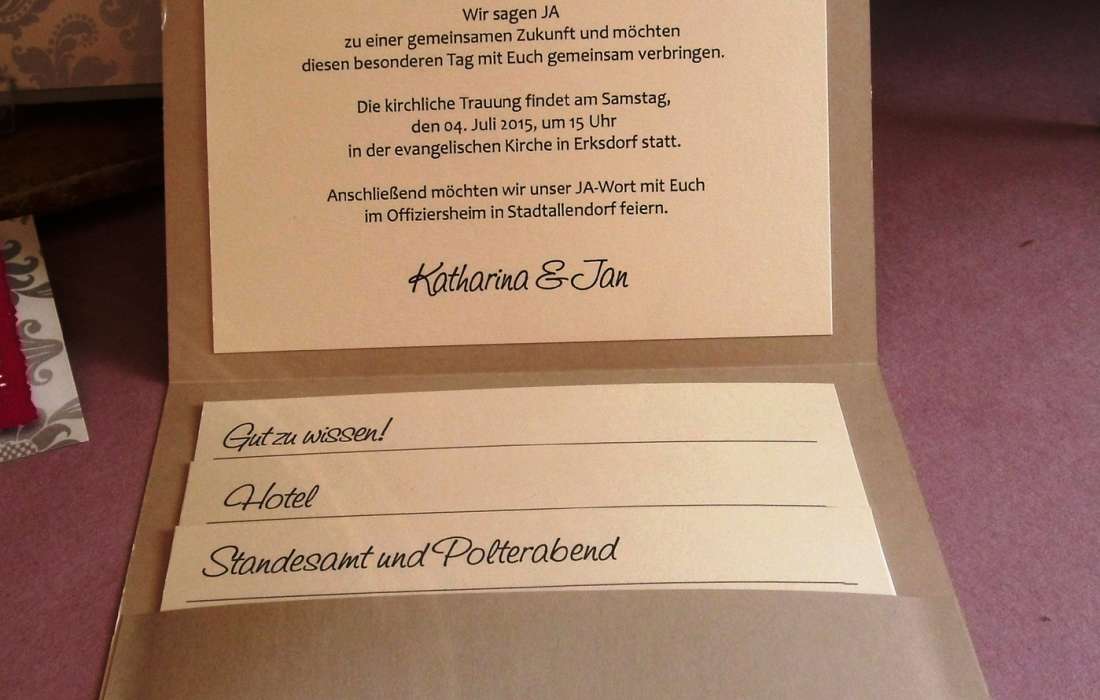 Wir sagen JA
zu einer gemeinsamen Zukunft und möchten
diesen besonderen Tag mit Euch gemeinsam verbringen.
Die kirchliche Trauung findet am Samstag,
den 04. Juli 2015, um 15 Uhr
in der evangelischen Kirche in Erksdorf statt.
Anschließend möchten wir unser JA-Wort mit Euch
im Offiziersheim in Stadtallendorf feiern.
Katharina & Jan
Gut zu wissen!
Hotel
Standesamt und Polterabend